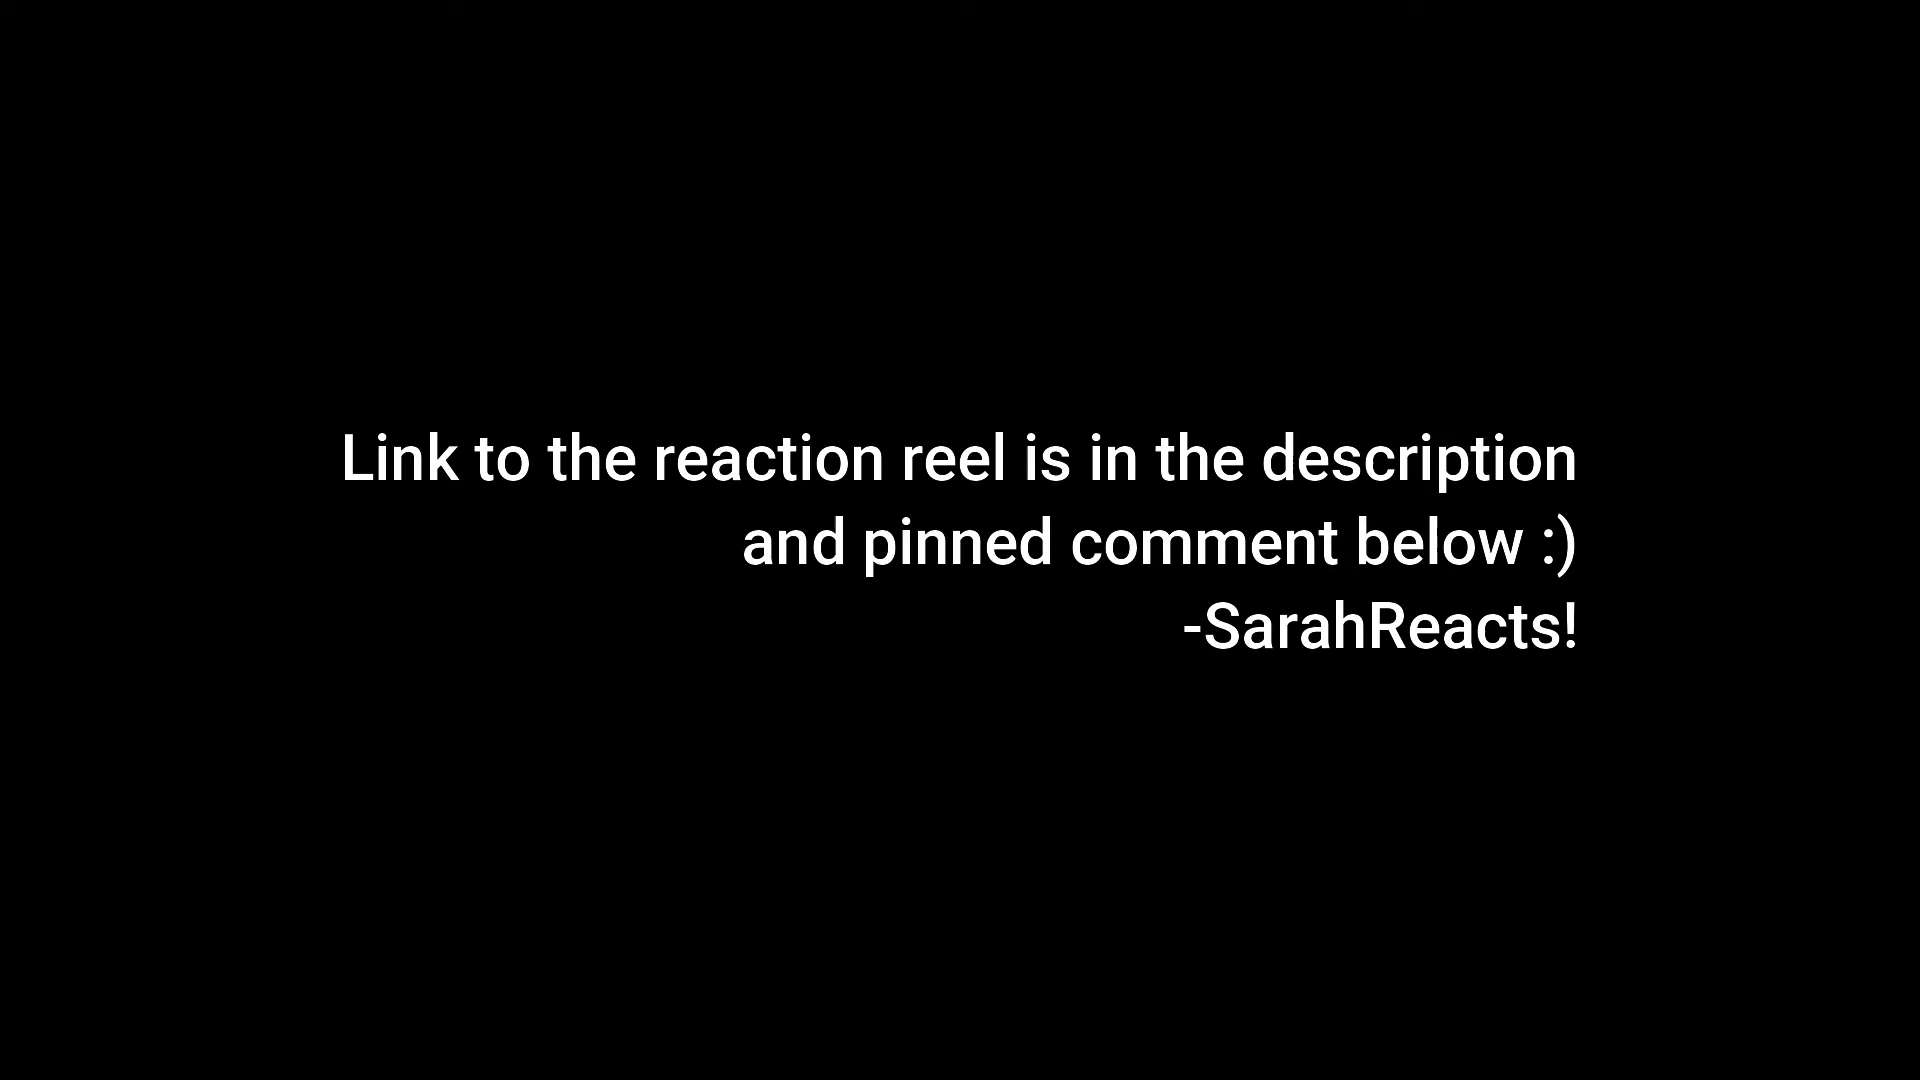 Link to the reaction reel is in the description
and pinned comment below :)
-SarahReacts!